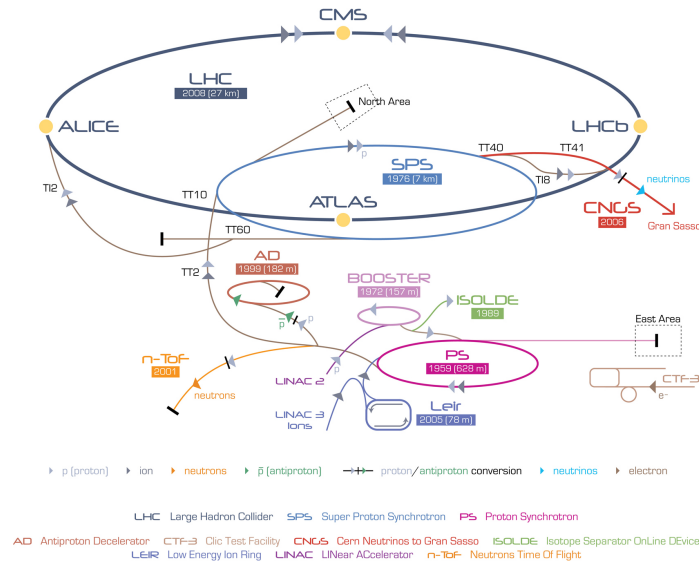 CMS
LHC
2008 (27 km)
North Area
ALICE
LHCb
TT40 TT41
SPS
1976 (7 km)
p
TI2
TI8
neutrinos
TT10
CNGS
2006
Gran Sasso
ATLAS
TT60
AD
1999 (182 m)
TT2
BOOSTER
1972 (157 m)
ISOLDE
1989
East Area
p
p̅
n-ToF
2001
PS
1959 (628 m)
LINAC 2
p
neutrons
CTF-3
e⁻
LINAC 3
Ions
Leir
2005 (78 m)
p (proton) ion neutrons p̅ (antiproton) proton/antiproton conversion neutrinos electron
LHC Large Hadron Collider SPS Super Proton Synchrotron PS Proton Synchrotron
AD Antiproton Decelerator CTF-3 Clic Test Facility CNGS Cern Neutrinos to Gran Sasso ISOLDE Isotope Separator OnLine DEvice
LEIR Low Energy Ion Ring LINAC LINear ACcelerator n-ToF Neutrons Time Of Flight